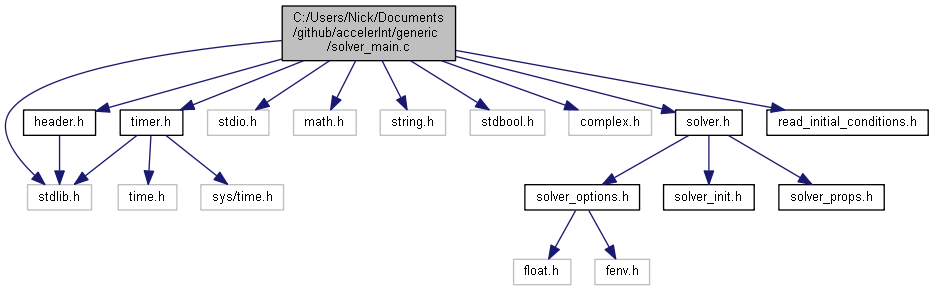 C:/Users/Nick/Documents
/github/accelerInt/generic
/solver_main.c
header.h
timer.h
stdio.h
math.h
string.h
stdbool.h
complex.h
solver.h
read_initial_conditions.h
stdlib.h
time.h
sys/time.h
solver_options.h
solver_init.h
solver_props.h
float.h
fenv.h